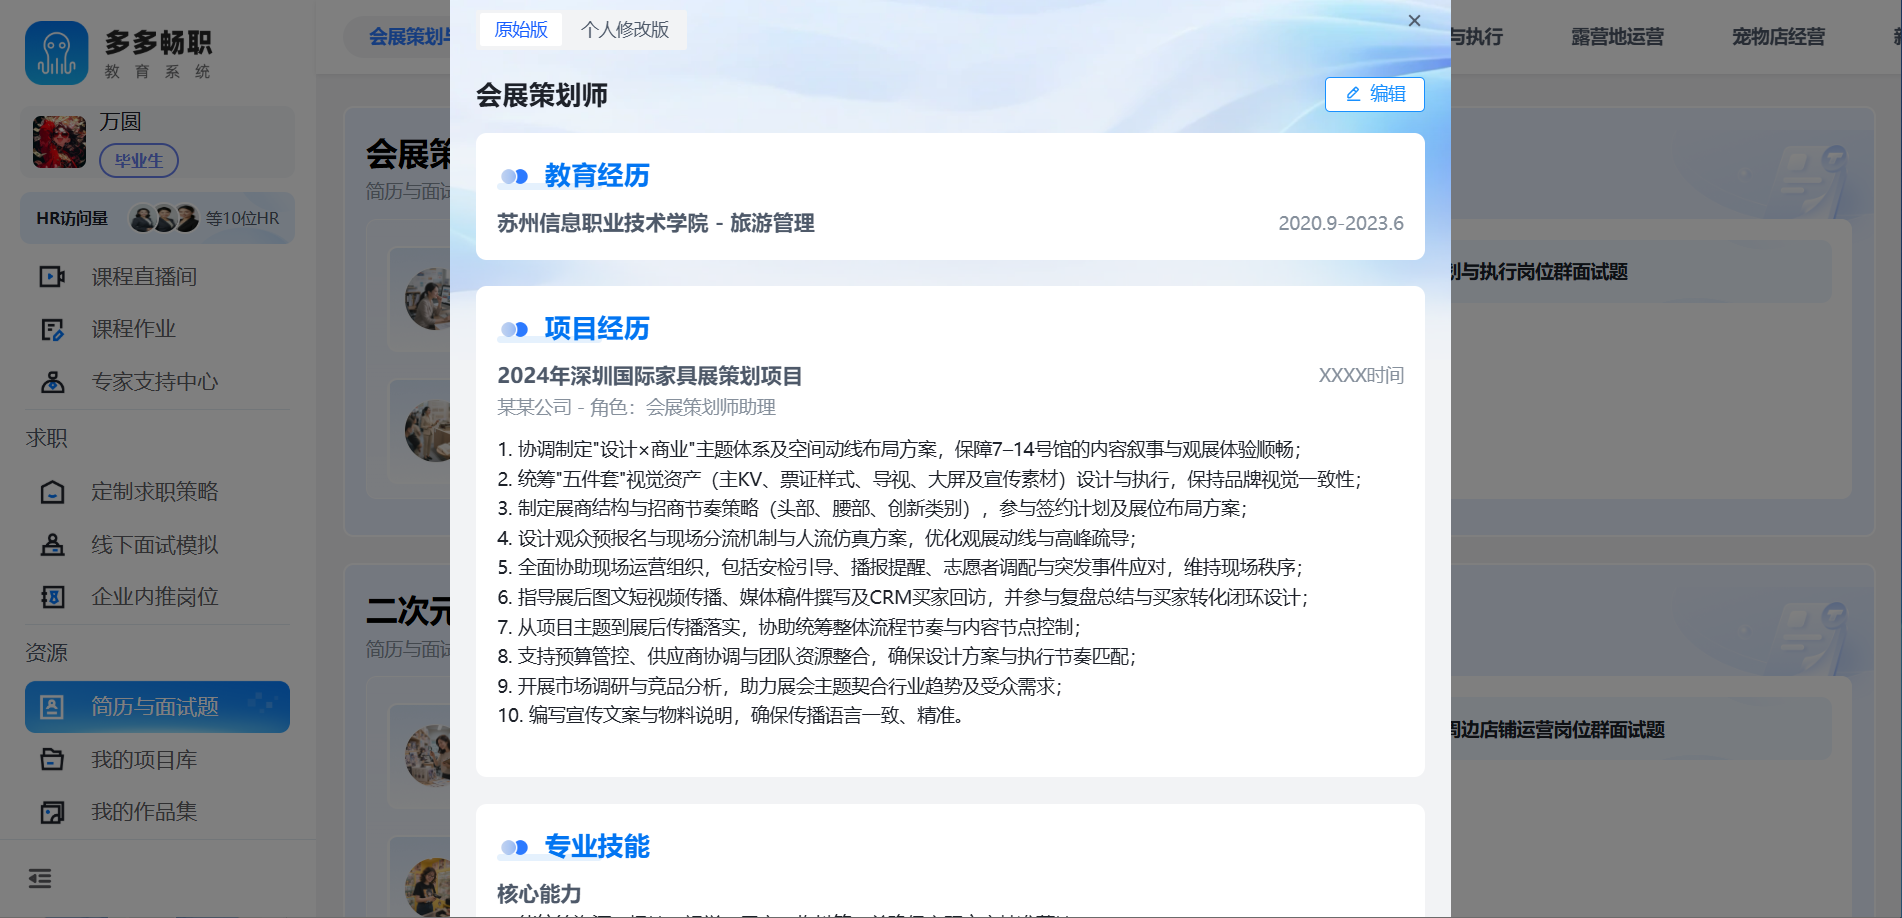 多多畅职
教育系统
万圆
毕业生
HR访问量 等10位HR
课程直播间
课程作业
专家支持中心
求职
定制求职策略
线下面试模拟
企业内推岗位
资源
简历与面试题
我的项目库
我的作品集
会展策划与
与执行 露营地运营 宠物店经营
会展策
简历与面试
划与执行岗位群面试题
二次元
简历与面试
周边店铺运营岗位群面试题
原始版 个人修改版
会展策划师 编辑
教育经历
苏州信息职业技术学院 - 旅游管理 2020.9-2023.6
项目经历
2024年深圳国际家具展策划项目 XXXX时间
某某公司 - 角色：会展策划师助理
1. 协调制定"设计×商业"主题体系及空间动线布局方案，保障7–14号馆的内容叙事与观展体验顺畅；
2. 统筹"五件套"视觉资产（主KV、票证样式、导视、大屏及宣传素材）设计与执行，保持品牌视觉一致性；
3. 制定展商结构与招商节奏策略（头部、腰部、创新类别），参与签约计划及展位布局方案；
4. 设计观众预报名与现场分流机制与人流仿真方案，优化观展动线与高峰疏导；
5. 全面协助现场运营组织，包括安检引导、播报提醒、志愿者调配与突发事件应对，维持现场秩序；
6. 指导展后图文短视频传播、媒体稿件撰写及CRM买家回访，并参与复盘总结与买家转化闭环设计；
7. 从项目主题到展后传播落实，协助统筹整体流程节奏与内容节点控制；
8. 支持预算管控、供应商协调与团队资源整合，确保设计方案与执行节奏匹配；
9. 开展市场调研与竞品分析，助力展会主题契合行业趋势及受众需求；
10. 编写宣传文案与物料说明，确保传播语言一致、精准。
专业技能
核心能力